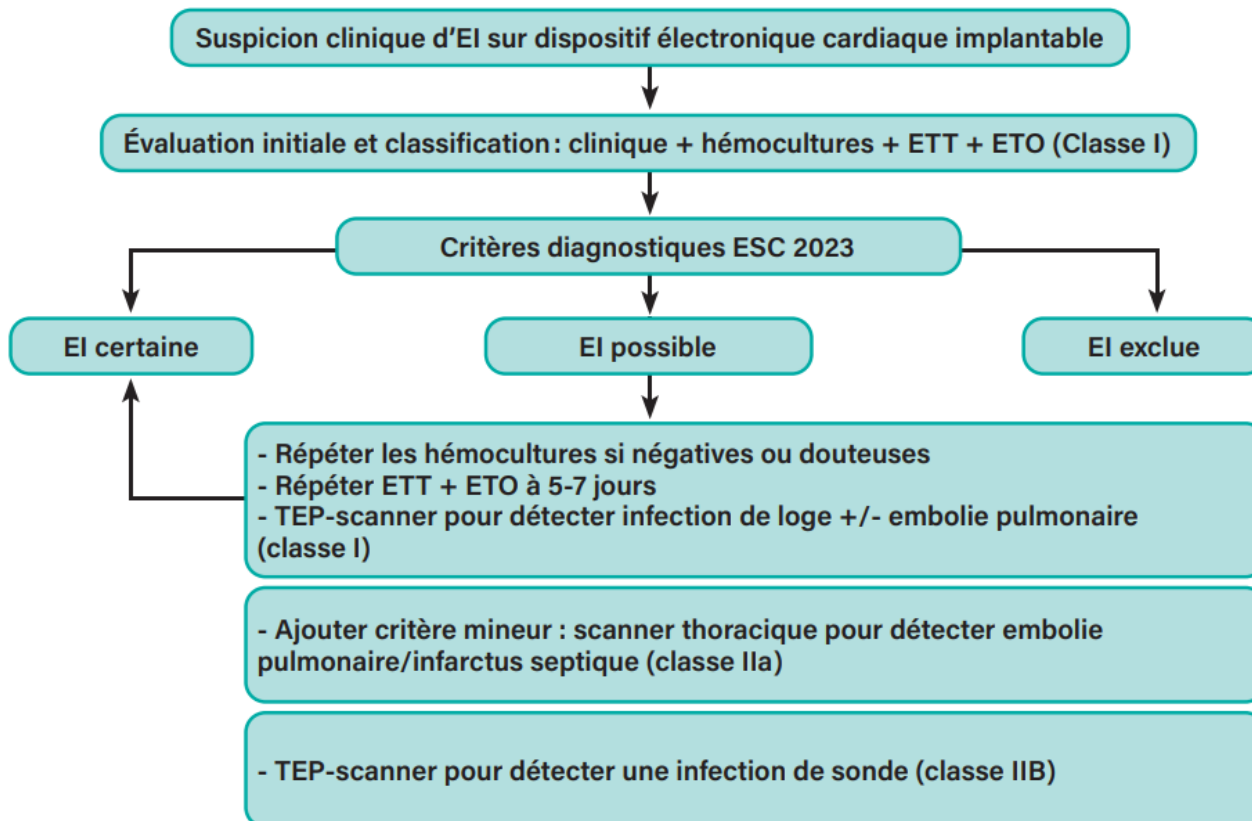 Suspicion clinique d'EI sur dispositif électronique cardiaque implantable
Évaluation initiale et classification : clinique + hémocultures + ETT + ETO (Classe I)
Critères diagnostiques ESC 2023
EI certaine
EI possible
EI exclue
- Répéter les hémocultures si négatives ou douteuses
- Répéter ETT + ETO à 5-7 jours
- TEP-scanner pour détecter infection de loge +/- embolie pulmonaire
(classe I)
- Ajouter critère mineur : scanner thoracique pour détecter embolie
pulmonaire/infarctus septique (classe IIa)
- TEP-scanner pour détecter une infection de sonde (classe IIB)